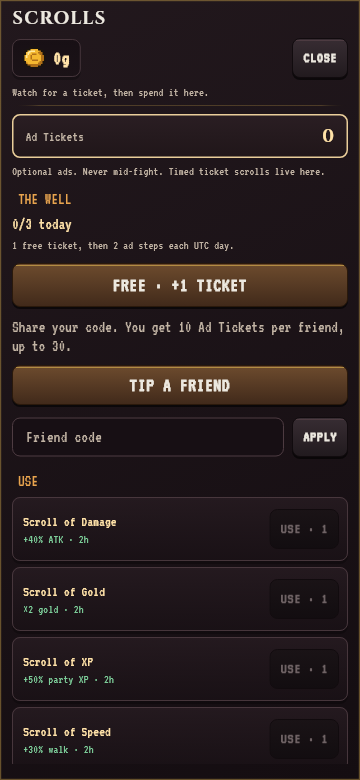 SCROLLS
0g
CLOSE
Watch for a ticket, then spend it here.
Ad Tickets
0
Optional ads. Never mid-fight. Timed ticket scrolls live here.
THE WELL
0/3 today
1 free ticket, then 2 ad steps each UTC day.
FREE · +1 TICKET
Share your code. You get 10 Ad Tickets per friend,
up to 30.
TIP A FRIEND
Friend code
APPLY
USE
Scroll of Damage
+40% ATK · 2h
USE · 1
Scroll of Gold
×2 gold · 2h
USE · 1
Scroll of XP
+50% party XP · 2h
USE · 1
Scroll of Speed
+30% walk · 2h
USE · 1